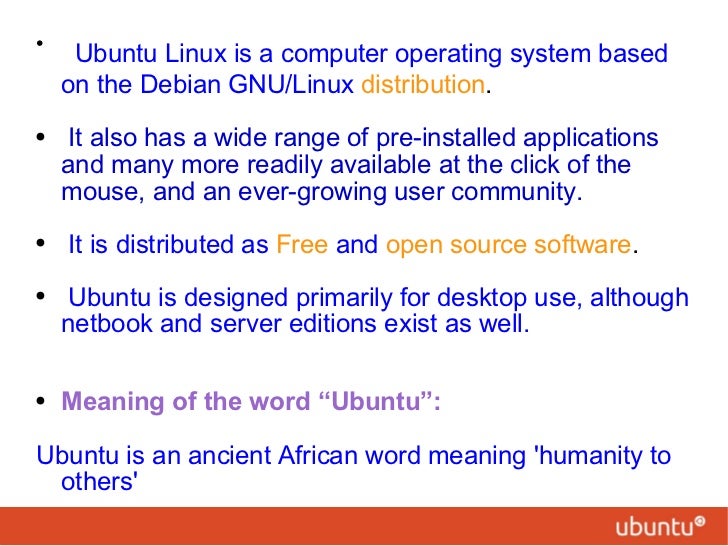 • Ubuntu Linux is a computer operating system based
on the Debian GNU/Linux distribution.
• It also has a wide range of pre-installed applications
and many more readily available at the click of the
mouse, and an ever-growing user community.
• It is distributed as Free and open source software.
• Ubuntu is designed primarily for desktop use, although
netbook and server editions exist as well.
• Meaning of the word “Ubuntu”:
Ubuntu is an ancient African word meaning 'humanity to
others'
ubuntu